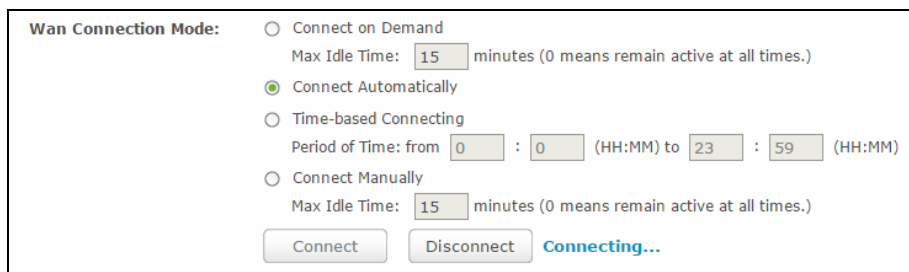 Wan Connection Mode: Connect on Demand
Max Idle Time: 15 minutes (0 means remain active at all times.)
Connect Automatically
Time-based Connecting
Period of Time: from 0 : 0 (HH:MM) to 23 : 59 (HH:MM)
Connect Manually
Max Idle Time: 15 minutes (0 means remain active at all times.)
Connect Disconnect Connecting...